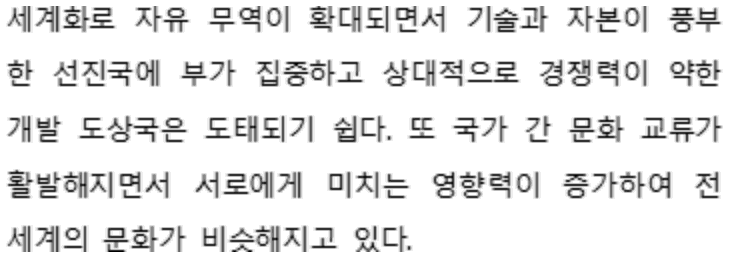 세계화로 자유 무역이 확대되면서 기술과 자본이 풍부
한 선진국에 부가 집중하고 상대적으로 경쟁력이 약한
개발 도상국은 도태되기 쉽다. 또 국가 간 문화 교류가
활발해지면서 서로에게 미치는 영향력이 증가하여 전
세계의 문화가 비슷해지고 있다.